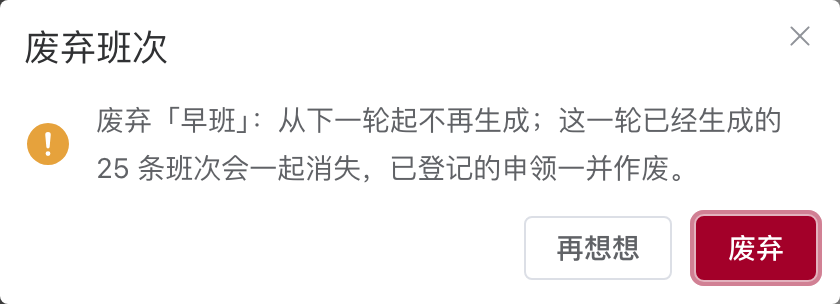 废弃班次
废弃「早班」：从下一轮起不再生成；这一轮已经生成的
25 条班次会一起消失，已登记的申领一并作废。
再想想
废弃